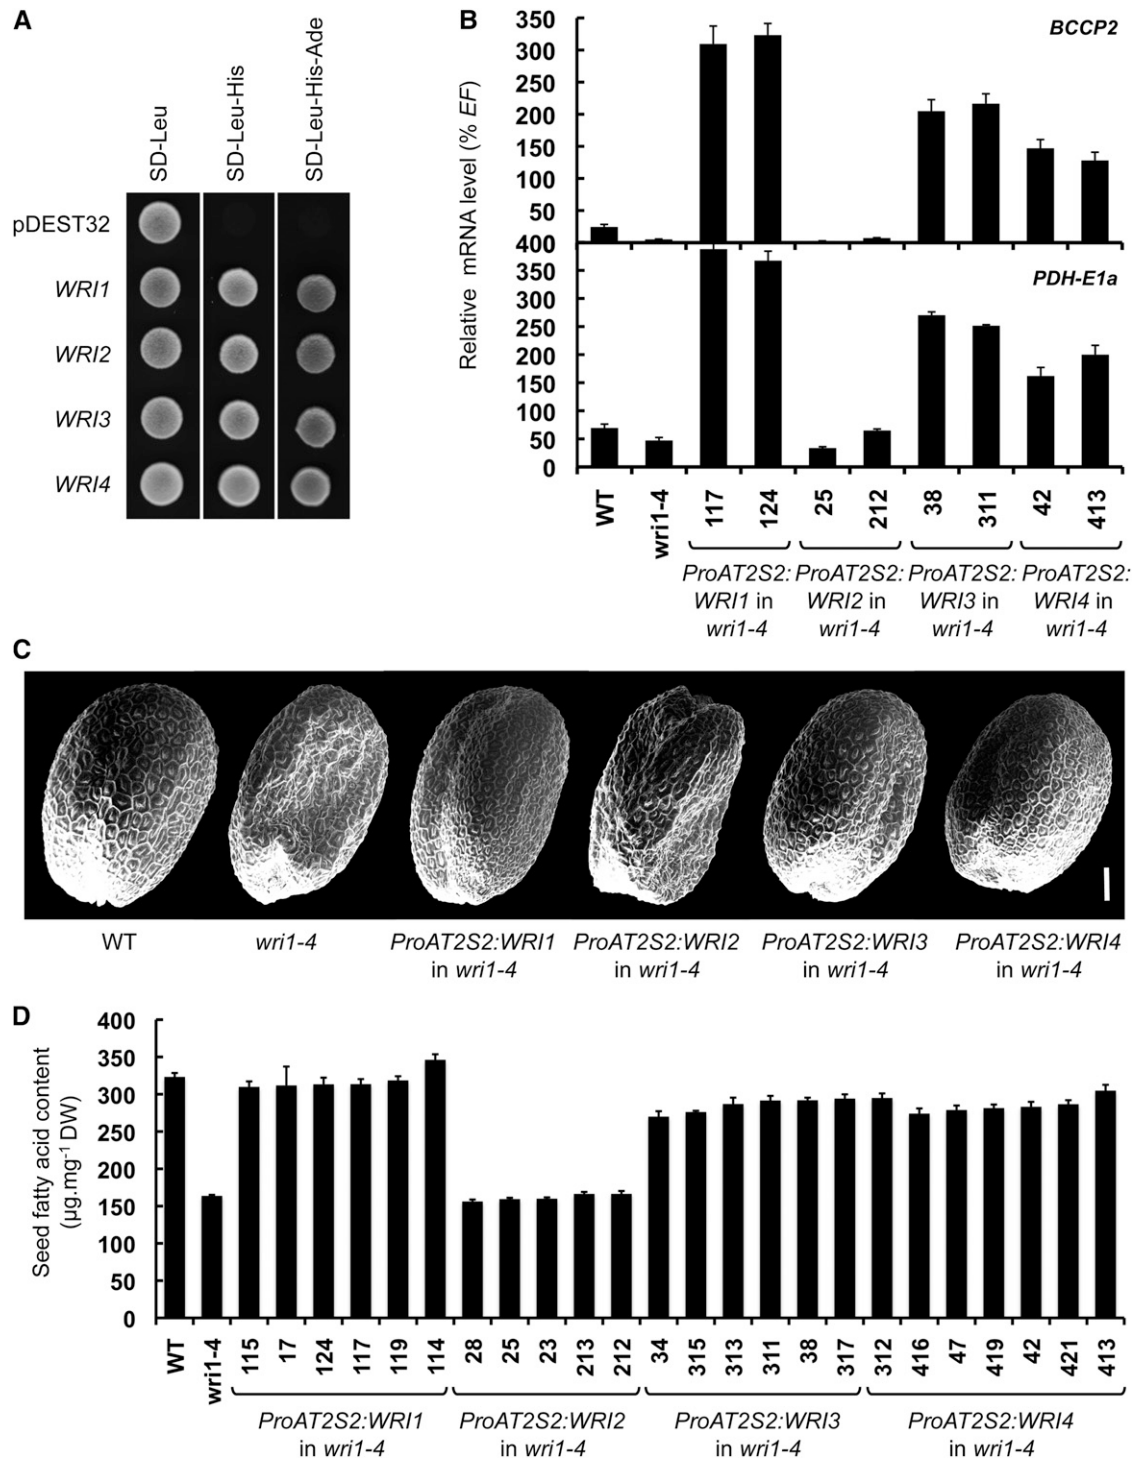 A
SD-Leu
SD-Leu-His
SD-Leu-His-Ade
pDEST32
WRI1
WRI2
WRI3
WRI4
B
Relative mRNA level (% EF)
350
300
250
200
150
100
50
BCCP2
400
350
300
250
200
150
100
50
0
PDH-E1a
WT
wri1-4
117
124
25
212
38
311
42
413
ProAT2S2: ProAT2S2: ProAT2S2: ProAT2S2:
WRI1 in WRI2 in WRI3 in WRI4 in
wri1-4 wri1-4 wri1-4 wri1-4
C
WT wri1-4 ProAT2S2:WRI1 ProAT2S2:WRI2 ProAT2S2:WRI3 ProAT2S2:WRI4
in wri1-4 in wri1-4 in wri1-4 in wri1-4
D
Seed fatty acid content
(µg.mg-1 DW)
400
350
300
250
200
150
100
50
0
WT
wri1-4
115
17
124
117
119
114
28
25
23
213
212
34
315
313
311
38
317
312
416
47
419
42
421
413
ProAT2S2:WRI1 ProAT2S2:WRI2 ProAT2S2:WRI3 ProAT2S2:WRI4
in wri1-4 in wri1-4 in wri1-4 in wri1-4